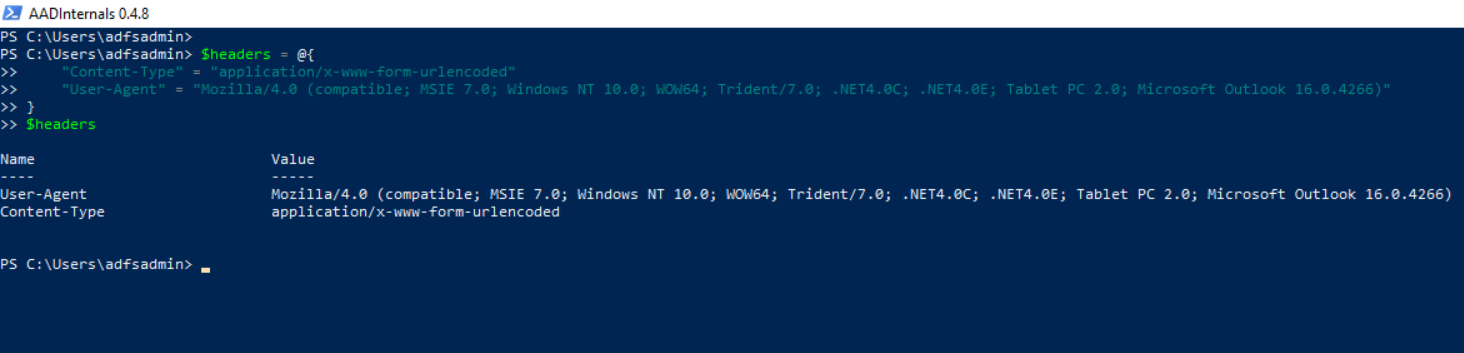 AADInternals 0.4.8
PS C:\Users\adfsadmin>
PS C:\Users\adfsadmin> $headers = @{
>>     "Content-Type" = "application/x-www-form-urlencoded"
>>     "User-Agent" = "Mozilla/4.0 (compatible; MSIE 7.0; Windows NT 10.0; WOW64; Trident/7.0; .NET4.0C; .NET4.0E; Tablet PC 2.0; Microsoft Outlook 16.0.4266)"
>> }
>> $headers
Name                           Value
----                           -----
User-Agent                     Mozilla/4.0 (compatible; MSIE 7.0; Windows NT 10.0; WOW64; Trident/7.0; .NET4.0C; .NET4.0E; Tablet PC 2.0; Microsoft Outlook 16.0.4266)
Content-Type                   application/x-www-form-urlencoded
PS C:\Users\adfsadmin>